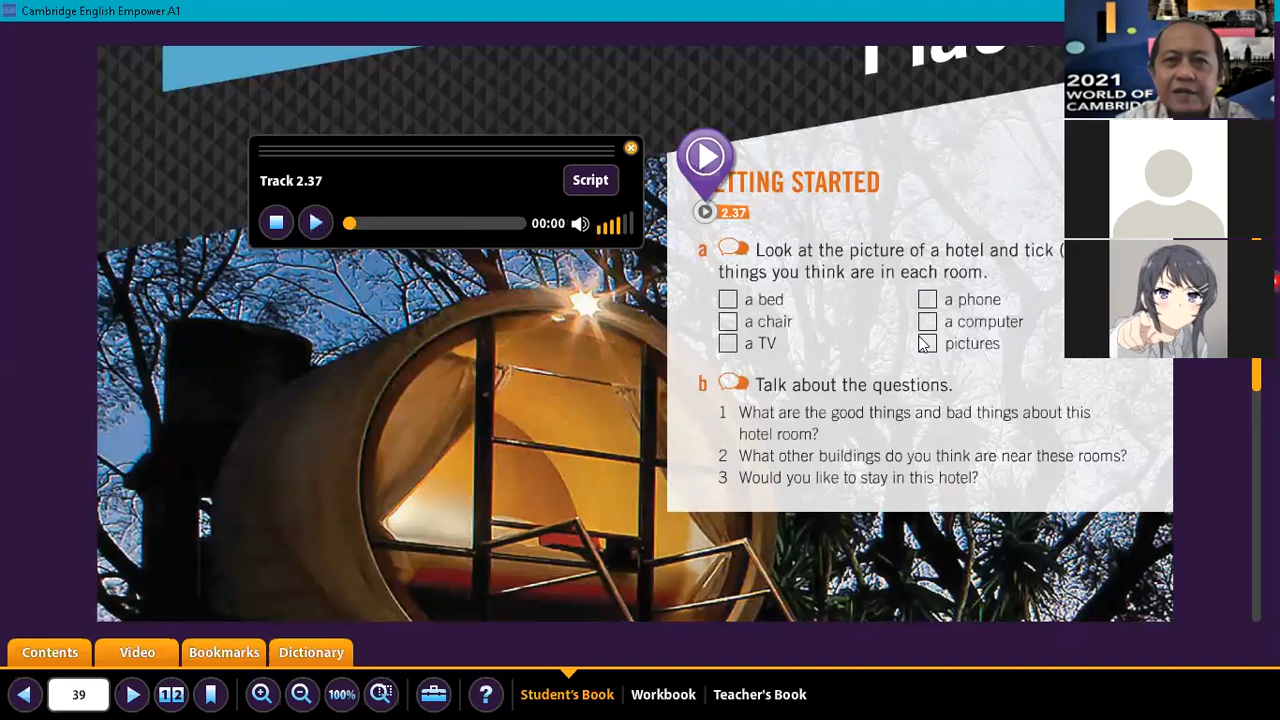 Cambridge English Empower A1
2021
WORLD OF
Track 2.37
Script
00:00
ETTING STARTED
2.37
a Look at the picture of a hotel and tick (
things you think are in each room.
a bed
a phone
a chair
a computer
a TV
pictures
b Talk about the questions.
1 What are the good things and bad things about this
hotel room?
2 What other buildings do you think are near these rooms?
3 Would you like to stay in this hotel?
Contents
Video
Bookmarks
Dictionary
39
1 2
100%
?
Student's Book
Workbook
Teacher's Book